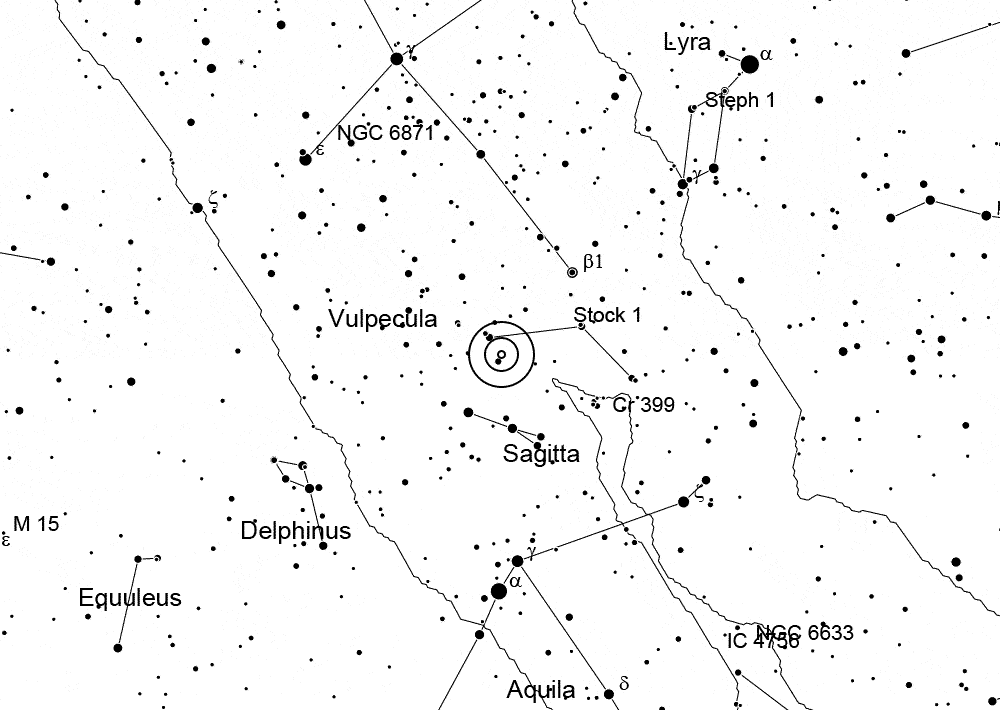 γ
Lyra α
Steph 1
NGC 6871
ε
γ
ζ
β1
Stock 1
Vulpecula
Cr 399
Sagitta
ζ
M 15
ε
Delphinus
γ
α
Equuleus
NGC 6633
IC 4756
δ
Aquila